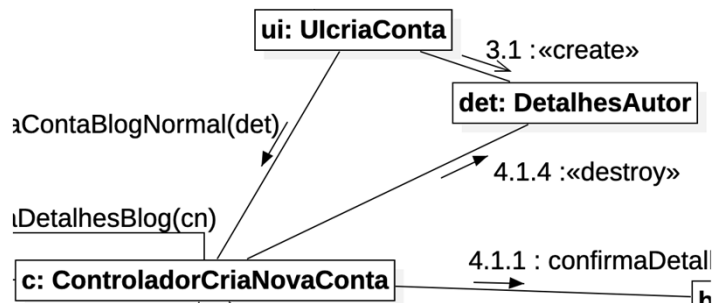 ui: UIcriaConta
3.1 :«create»
det: DetalhesAutor
aContaBlogNormal(det)
4.1.4 :«destroy»
aDetalhesBlog(cn)
4.1.1 : confirmaDetal
c: ControladorCriaNovaConta